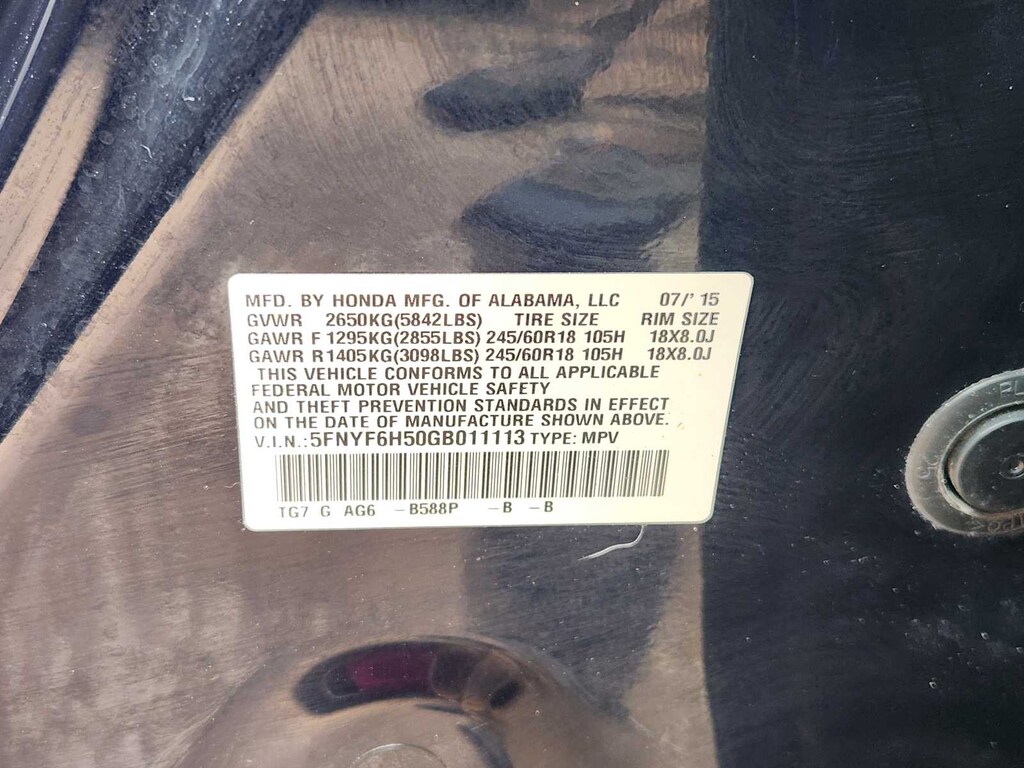 MFD. BY HONDA MFG. OF ALABAMA, LLC 07/'15
GVWR 2650KG(5842LBS) TIRE SIZE RIM SIZE
GAWR F 1295KG(2855LBS) 245/60R18 105H 18X8.0J
GAWR R1405KG(3098LBS) 245/60R18 105H 18X8.0J
THIS VEHICLE CONFORMS TO ALL APPLICABLE
FEDERAL MOTOR VEHICLE SAFETY
AND THEFT PREVENTION STANDARDS IN EFFECT
ON THE DATE OF MANUFACTURE SHOWN ABOVE.
V.I.N.:5FNYF6H50GB011113 TYPE: MPV
TG7 G AG6 -B588P -B -B